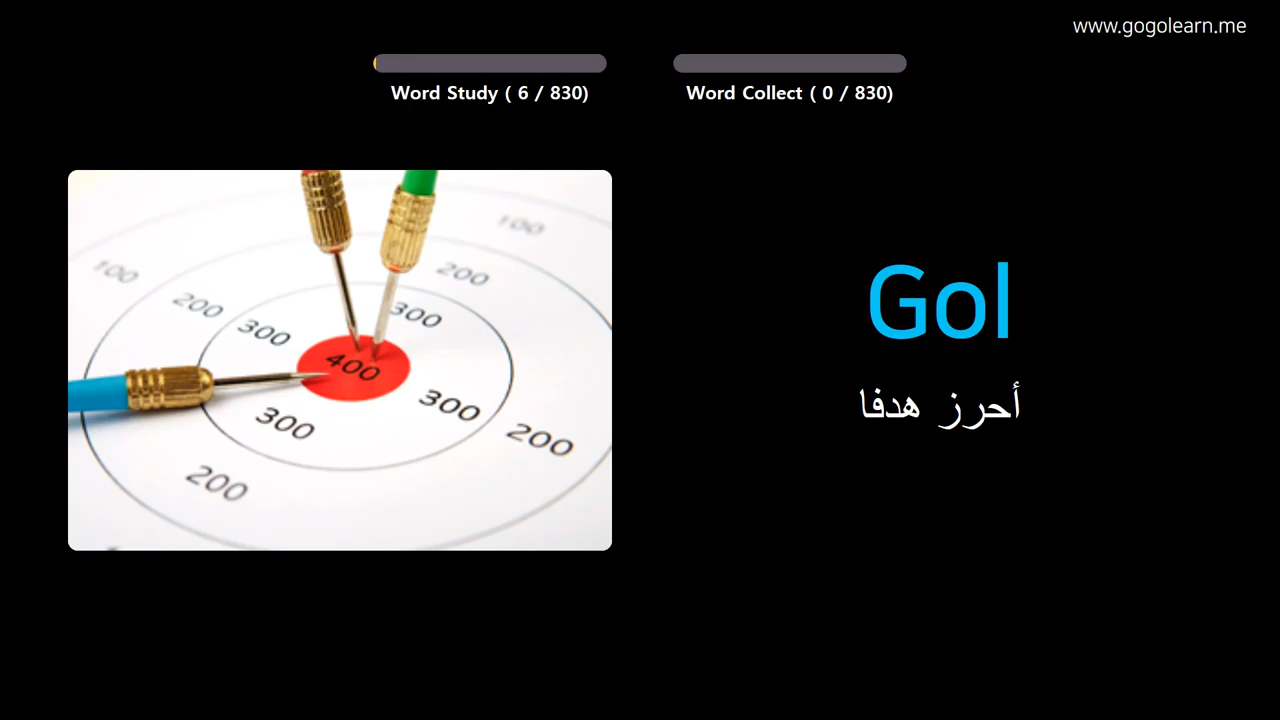 www.gogolearn.me
Word Study ( 6 / 830)
Word Collect ( 0 / 830)
100
100
200
200
300
300
400
300
300
200
200
Gol
أحرز هدفا